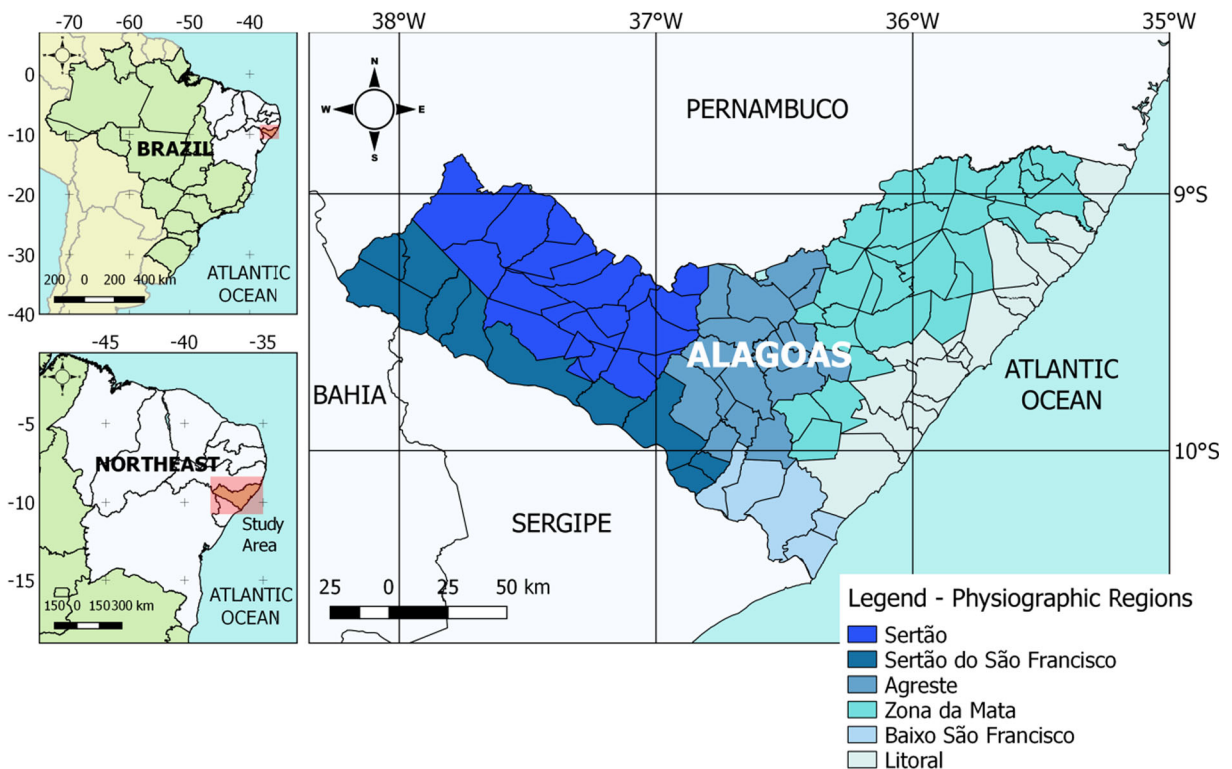 -70 -60 -50 -40
0
-10
-20
-30
-40
BRAZIL
ATLANTIC
OCEAN
200 0 200 400 km
-45 -40 -35
-5
-10
-15
NORTHEAST
Study
Area
ATLANTIC
OCEAN
150 0 150 300 km
38°W 37°W 36°W 35°W
N
W E
S
PERNAMBUCO
9°S
ALAGOAS
BAHIA
ATLANTIC
OCEAN
10°S
SERGIPE
25 0 25 50 km
Legend - Physiographic Regions
Sertão
Sertão do São Francisco
Agreste
Zona da Mata
Baixo São Francisco
Litoral